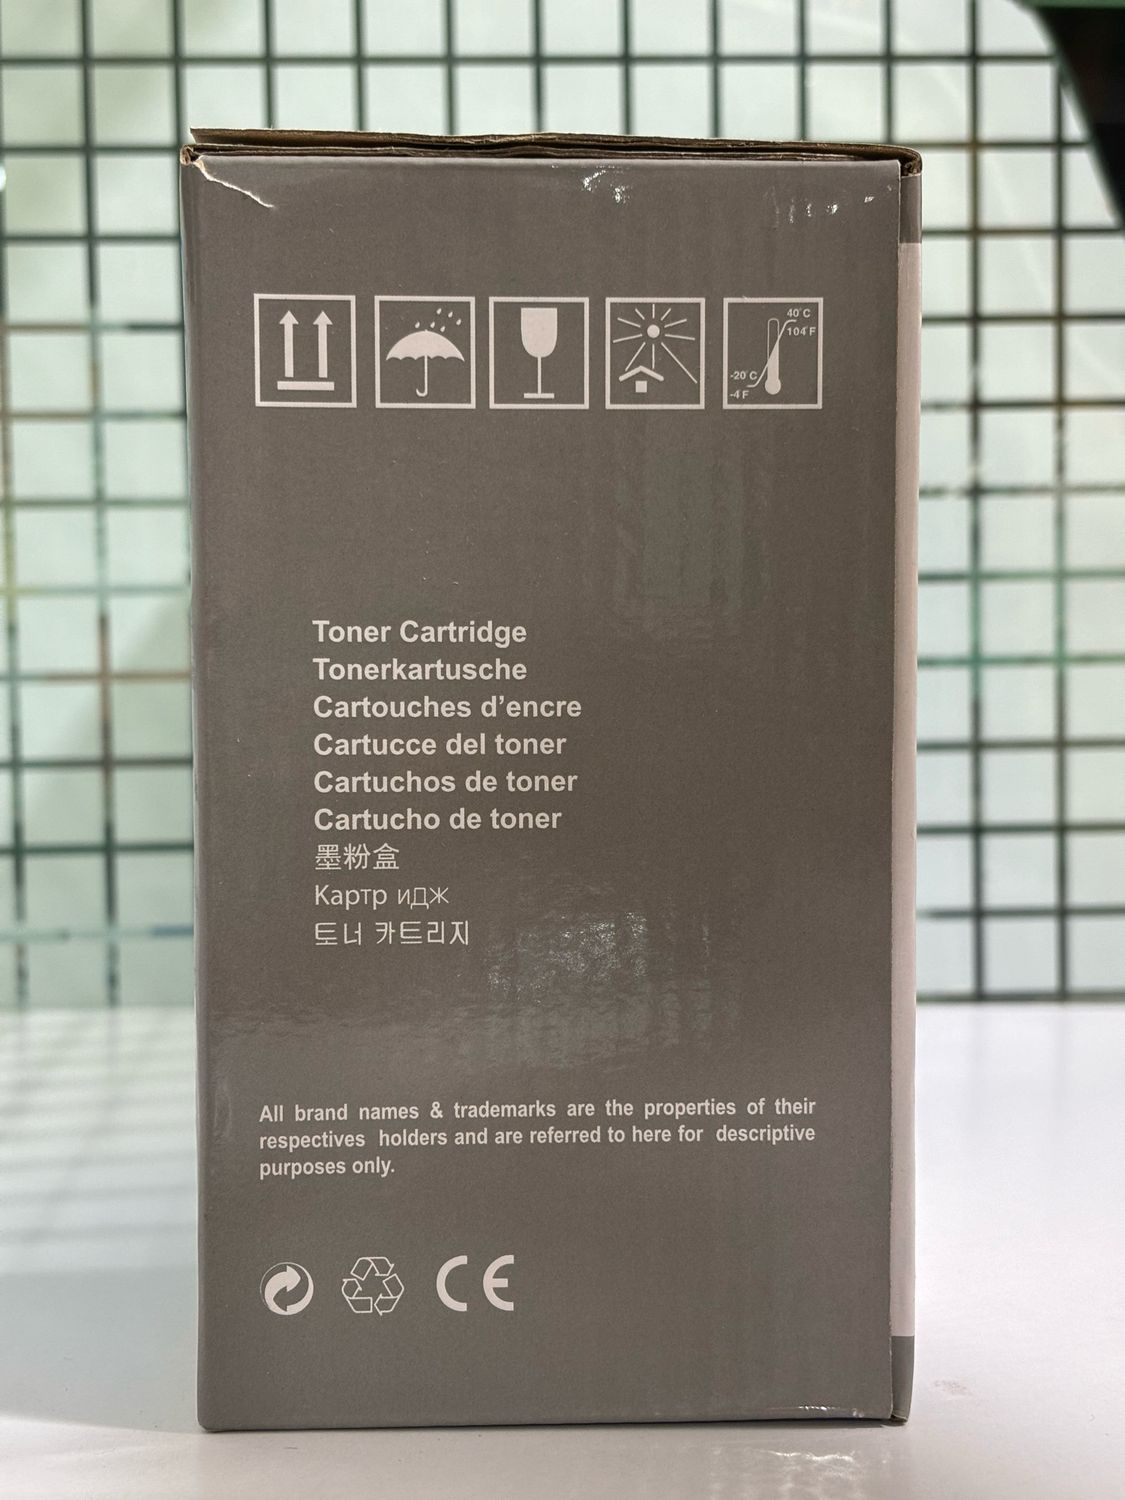 40°C
104°F
-20°C
-4°F
Toner Cartridge
Tonerkartusche
Cartouches d’encre
Cartucce del toner
Cartuchos de toner
Cartucho de toner
墨粉盒
Картр идж
토너 카트리지
All brand names & trademarks are the properties of their
respectives holders and are referred to here for descriptive
purposes only.
CE